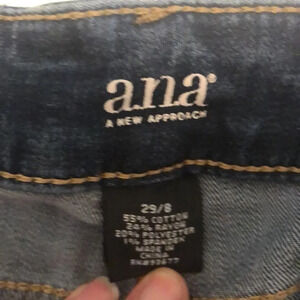 a.n.a®
A NEW APPROACH
29/8
55% COTTON
24% RAYON
20% POLYESTER
1% SPANDEX
MADE IN
CHINA